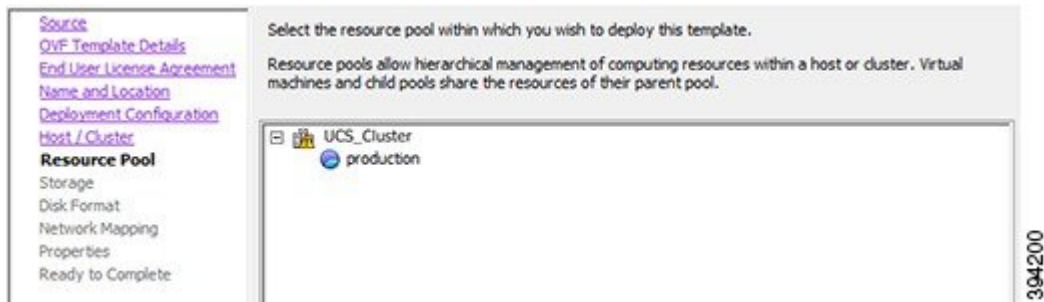 Source
OVF Template Details
End User License Agreement
Name and Location
Deployment Configuration
Host / Cluster
Resource Pool
Storage
Disk Format
Network Mapping
Properties
Ready to Complete
Select the resource pool within which you wish to deploy this template.
Resource pools allow hierarchical management of computing resources within a host or cluster. Virtual
machines and child pools share the resources of their parent pool.
UCS_Cluster
production
394200